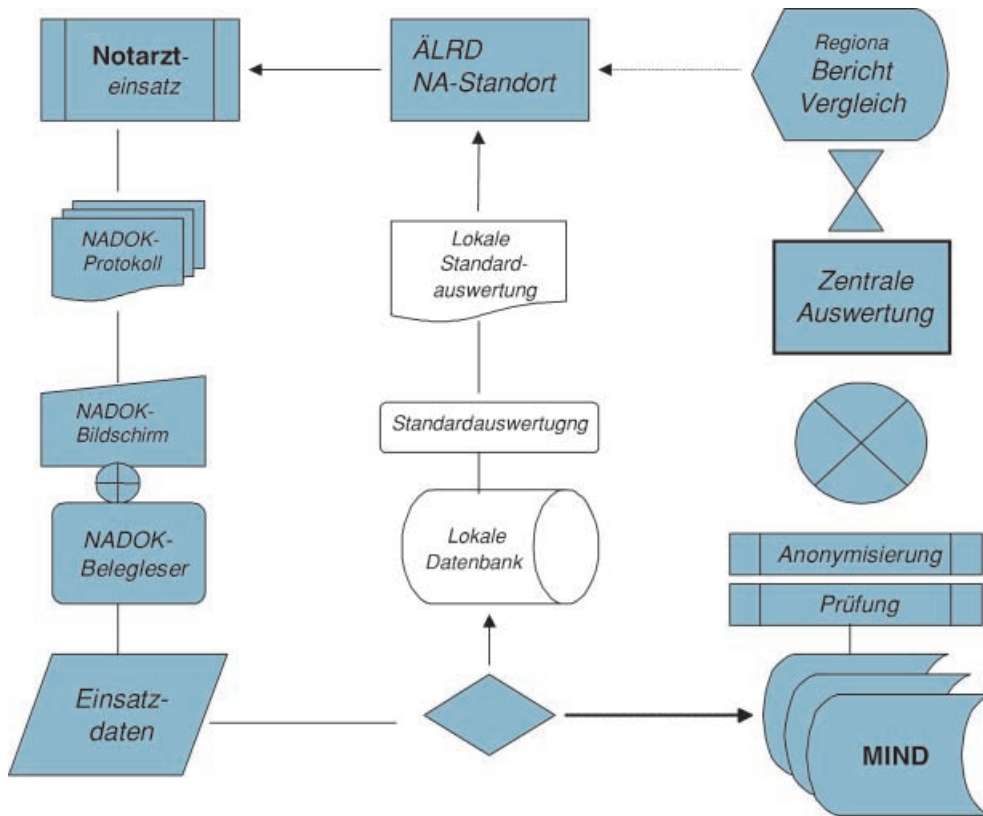 Notarzt-
einsatz
ÄLRD
NA-Standort
Regiona
Bericht
Vergleich
NADOK-
Protokoll
Lokale
Standard-
auswertung
Zentrale
Auswertung
NADOK-
Bildschirm
Standardauswertugng
NADOK-
Belegleser
Lokale
Datenbank
Anonymisierung
Prüfung
Einsatz-
daten
MIND